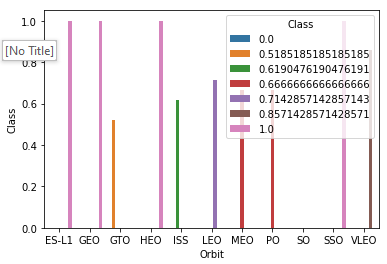 Class
0.0
0.5185185185185185
0.6190476190476191
0.6666666666666666
0.7142857142857143
0.8571428571428571
1.0
[No Title]
1.0
0.8
0.6
0.4
0.2
0.0
Class
ES-L1 GEO GTO HEO ISS LEO MEO PO SO SSO VLEO
Orbit